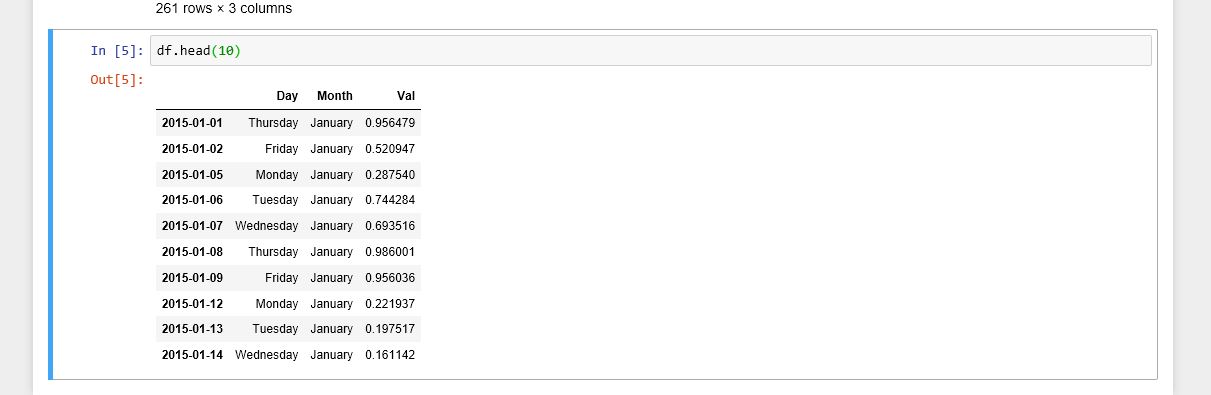 261 rows × 3 columns
In [5]: df.head(10)
Out[5]:
Day Month Val
2015-01-01 Thursday January 0.956479
2015-01-02 Friday January 0.520947
2015-01-05 Monday January 0.287540
2015-01-06 Tuesday January 0.744284
2015-01-07 Wednesday January 0.693516
2015-01-08 Thursday January 0.986001
2015-01-09 Friday January 0.956036
2015-01-12 Monday January 0.221937
2015-01-13 Tuesday January 0.197517
2015-01-14 Wednesday January 0.161142